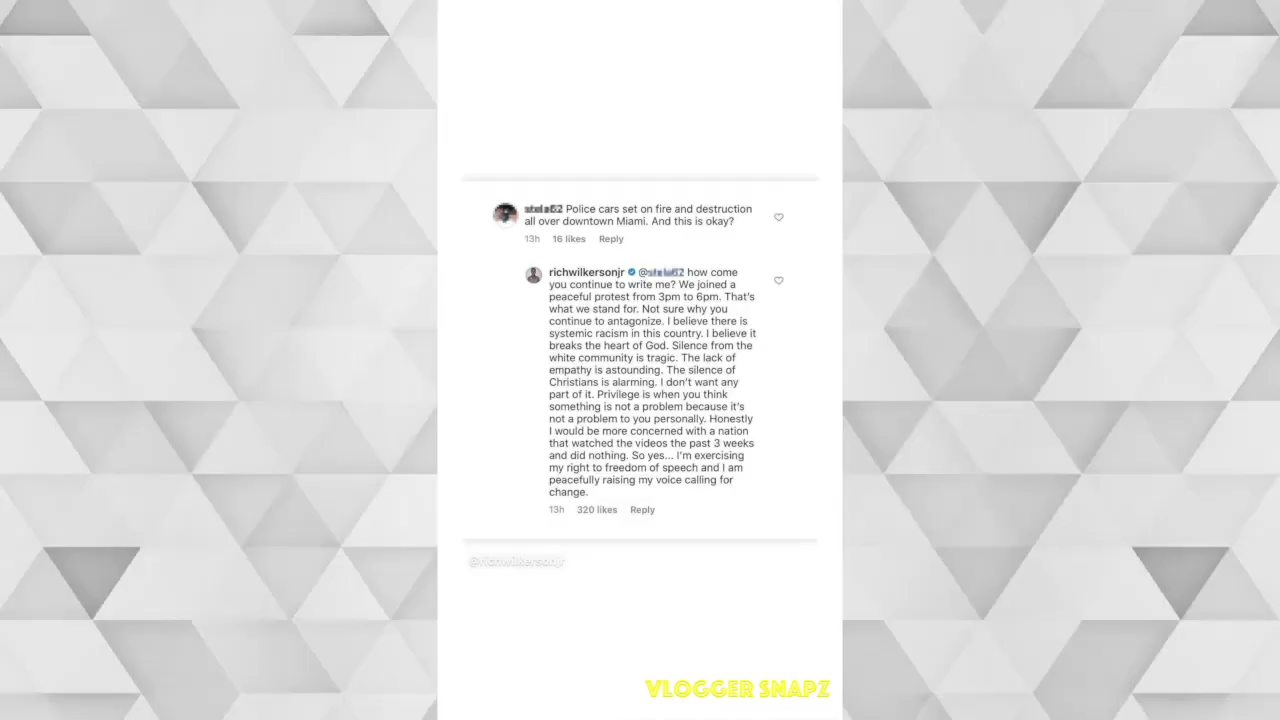 Police cars set on fire and destruction
all over downtown Miami. And this is okay?
13h 16 likes Reply
richwilkersonjr @ how come
you continue to write me? We joined a
peaceful protest from 3pm to 6pm. That's
what we stand for. Not sure why you
continue to antagonize. I believe there is
systemic racism in this country. I believe it
breaks the heart of God. Silence from the
white community is tragic. The lack of
empathy is astounding. The silence of
Christians is alarming. I don't want any
part of it. Privilege is when you think
something is not a problem because it's
not a problem to you personally. Honestly
I would be more concerned with a nation
that watched the videos the past 3 weeks
and did nothing. So yes... I'm exercising
my right to freedom of speech and I am
peacefully raising my voice calling for
change.
13h 320 likes Reply
@richwilkersonjr
VLOGGER SNAPZ